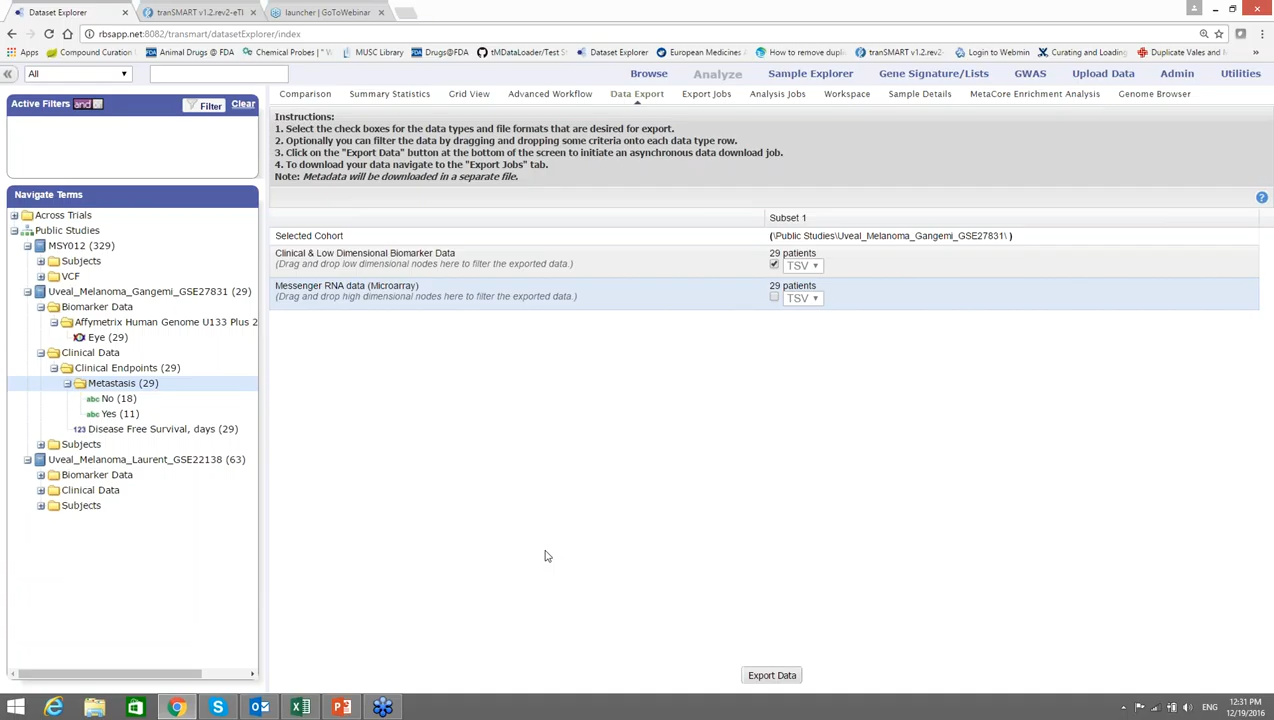 Dataset Explorer
tranSMART v1.2.rev2-eTI
launcher | GoToWebinar
rbsapp.net:8082/transmart/datasetExplorer/index
Apps
Compound Curation
Animal Drugs @ FDA
Chemical Probes | "
MUSC Library
Drugs@FDA
tMDataLoader/Test S
Dataset Explorer
European Medicines
How to remove dupli
tranSMART v1.2.rev2-
Login to Webmin
Curating and Loading
Duplicate Vales and M
All
Browse
Analyze
Sample Explorer
Gene Signature/Lists
GWAS
Upload Data
Admin
Utilities
Active Filters
and
Filter
Clear
Comparison
Summary Statistics
Grid View
Advanced Workflow
Data Export
Export Jobs
Analysis Jobs
Workspace
Sample Details
MetaCore Enrichment Analysis
Genome Browser
Instructions:
1. Select the check boxes for the data types and file formats that are desired for export.
2. Optionally you can filter the data by dragging and dropping some criteria onto each data type row.
3. Click on the "Export Data" button at the bottom of the screen to initiate an asynchronous data download job.
4. To download your data navigate to the "Export Jobs" tab.
Note: Metadata will be downloaded in a separate file.
Navigate Terms
Across Trials
Public Studies
MSY012 (329)
Subjects
VCF
Uveal_Melanoma_Gangemi_GSE27831 (29)
Biomarker Data
Affymetrix Human Genome U133 Plus 2
Eye (29)
Clinical Data
Clinical Endpoints (29)
Metastasis (29)
abc No (18)
abc Yes (11)
123 Disease Free Survival, days (29)
Subjects
Uveal_Melanoma_Laurent_GSE22138 (63)
Biomarker Data
Clinical Data
Subjects
Subset 1
Selected Cohort
(\Public Studies\Uveal_Melanoma_Gangemi_GSE27831\ )
Clinical & Low Dimensional Biomarker Data
(Drag and drop low dimensional nodes here to filter the exported data.)
29 patients
TSV
Messenger RNA data (Microarray)
(Drag and drop high dimensional nodes here to filter the exported data.)
29 patients
TSV
Export Data
ENG
12:31 PM
12/19/2016